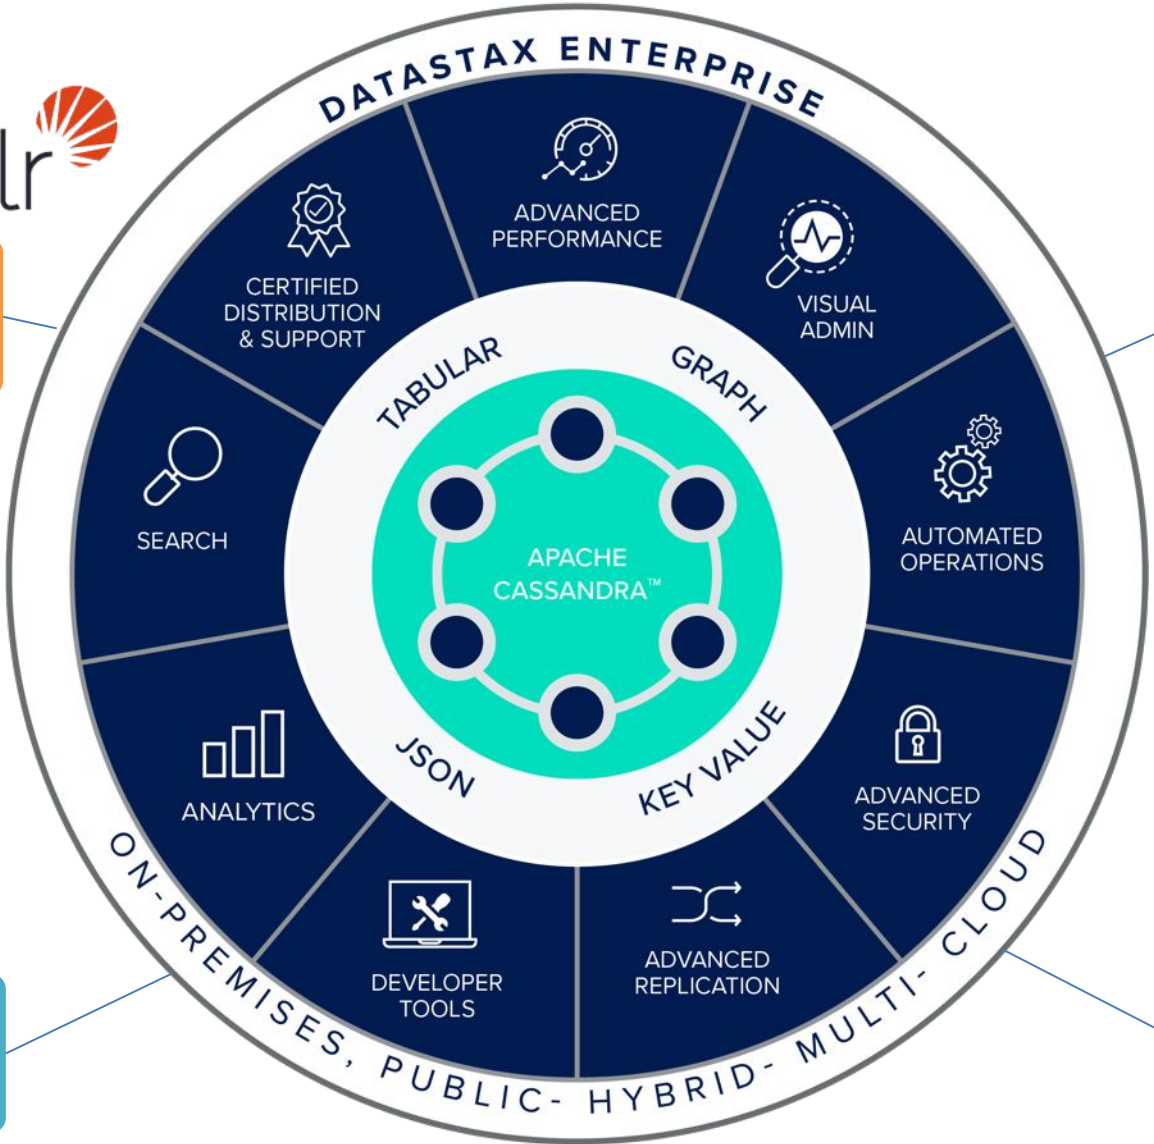 DATASTAX ENTERPRISE
lr
ADVANCED
PERFORMANCE
VISUAL
ADMIN
AUTOMATED
OPERATIONS
ADVANCED
SECURITY
ADVANCED
REPLICATION
DEVELOPER
TOOLS
ANALYTICS
SEARCH
CERTIFIED
DISTRIBUTION
& SUPPORT
TABULAR
GRAPH
KEY VALUE
JSON
APACHE
CASSANDRA™
ON-PREMISES, PUBLIC- HYBRID- MULTI- CLOUD